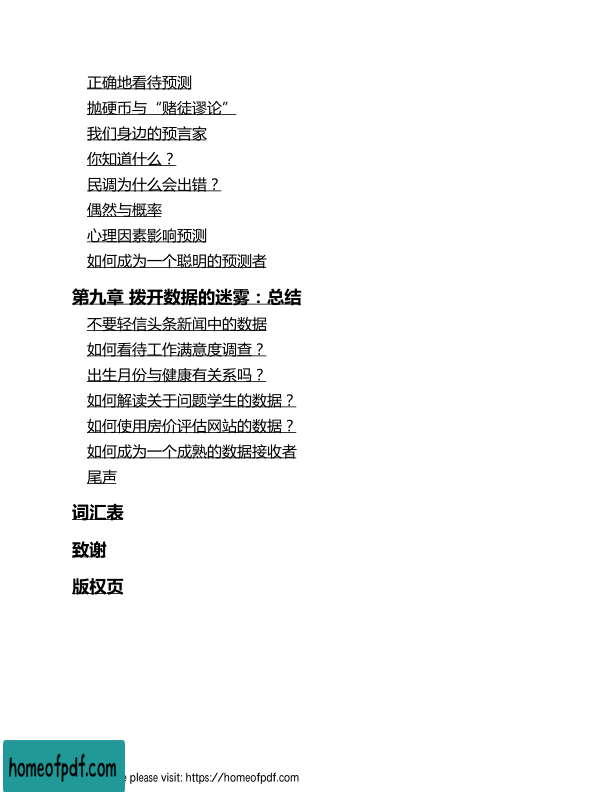 正确地看待预测
抛硬币与“赌徒谬论”
我们身边的预言家
你知道什么？
民调为什么会出错？
偶然与概率
心理因素影响预测
如何成为一个聪明的预测者
第九章 拨开数据的迷雾：总结
不要轻信头条新闻中的数据
如何看待工作满意度调查？
出生月份与健康有关系吗？
如何解读关于问题学生的数据？
如何使用房价评估网站的数据？
如何成为一个成熟的数据接收者
尾声
词汇表
致谢
版权页
homeofpdf.com
please visit: https://homeofpdf.com